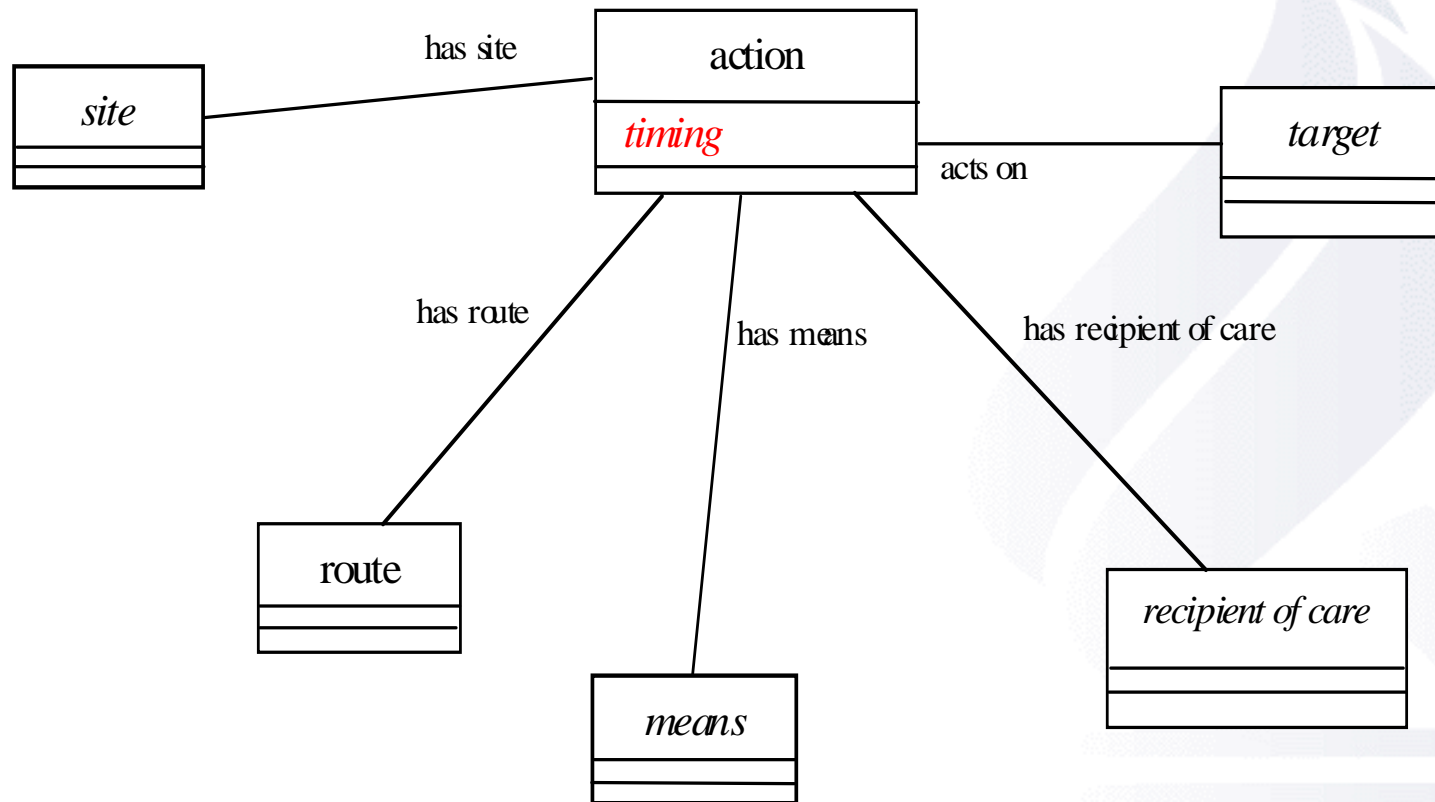 has site
action
site
timing
target
acts on
has route
has means
has recipient of care
route
recipient of care
means